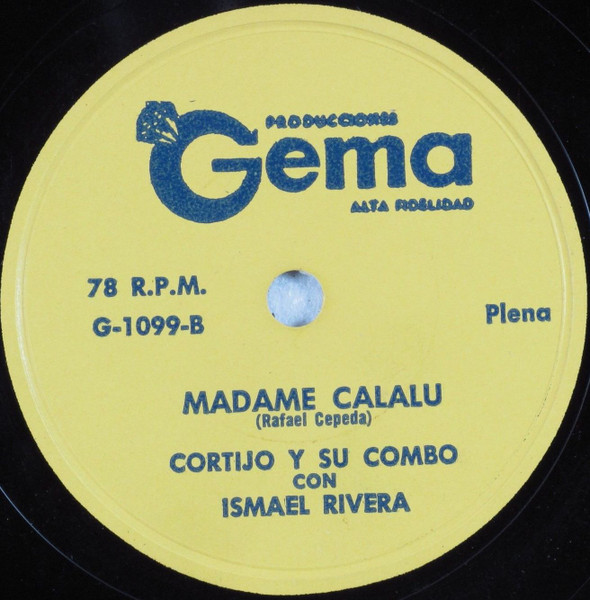 PRODUCCIONES
Gema
ALTA FIDELIDAD
78 R.P.M.
G-1099-B
Plena
MADAME CALALU
(Rafael Cepeda)
CORTIJO Y SU COMBO
CON
ISMAEL RIVERA